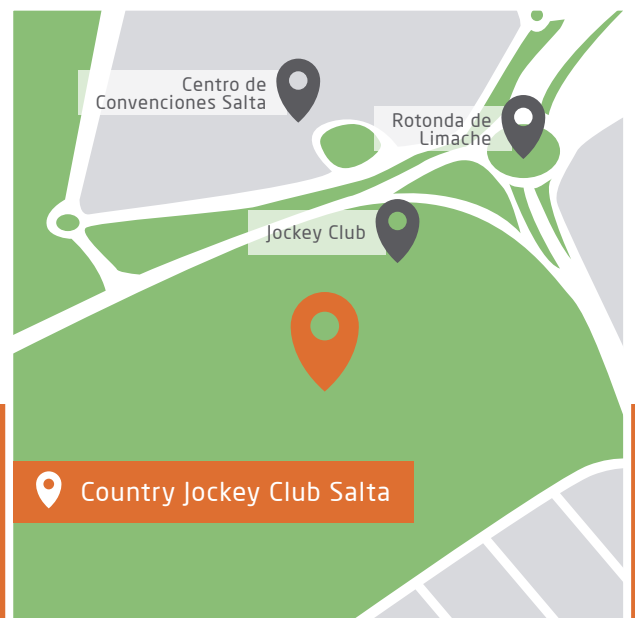 Centro de
Convenciones Salta
Rotonda de
Limache
Jockey Club
Country Jockey Club Salta